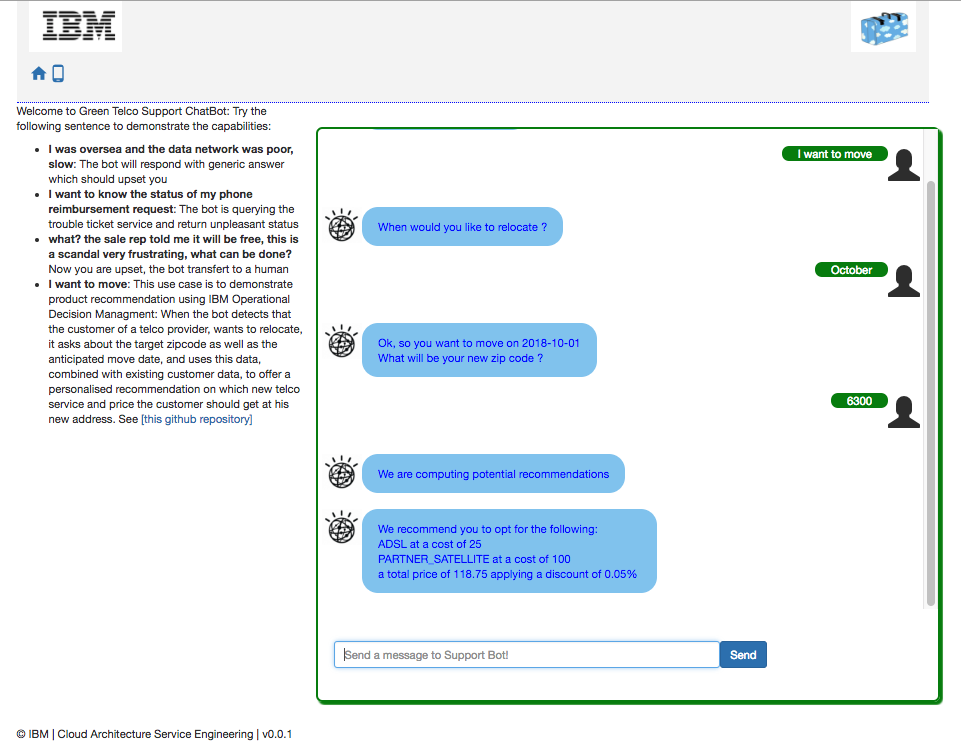 IBM
Welcome to Green Telco Support ChatBot: Try the
following sentence to demonstrate the capabilities:
I was oversea and the data network was poor,
slow: The bot will respond with generic answer
which should upset you
I want to know the status of my phone
reimbursement request: The bot is querying the
trouble ticket service and return unpleasant status
what? the sale rep told me it will be free, this is
a scandal very frustrating, what can be done?
Now you are upset, the bot transfert to a human
I want to move: This use case is to demonstrate
product recommendation using IBM Operational
Decision Managment: When the bot detects that
the customer of a telco provider, wants to relocate,
it asks about the target zipcode as well as the
anticipated move date, and uses this data,
combined with existing customer data, to offer a
personalised recommendation on which new telco
service and price the customer should get at his
new address. See [this github repository]
I want to move
When would you like to relocate ?
October
Ok, so you want to move on 2018-10-01
What will be your new zip code ?
6300
We are computing potential recommendations
We recommend you to opt for the following:
ADSL at a cost of 25
PARTNER_SATELLITE at a cost of 100
a total price of 118.75 applying a discount of 0.05%
Send a message to Support Bot!
Send
© IBM | Cloud Architecture Service Engineering | v0.0.1